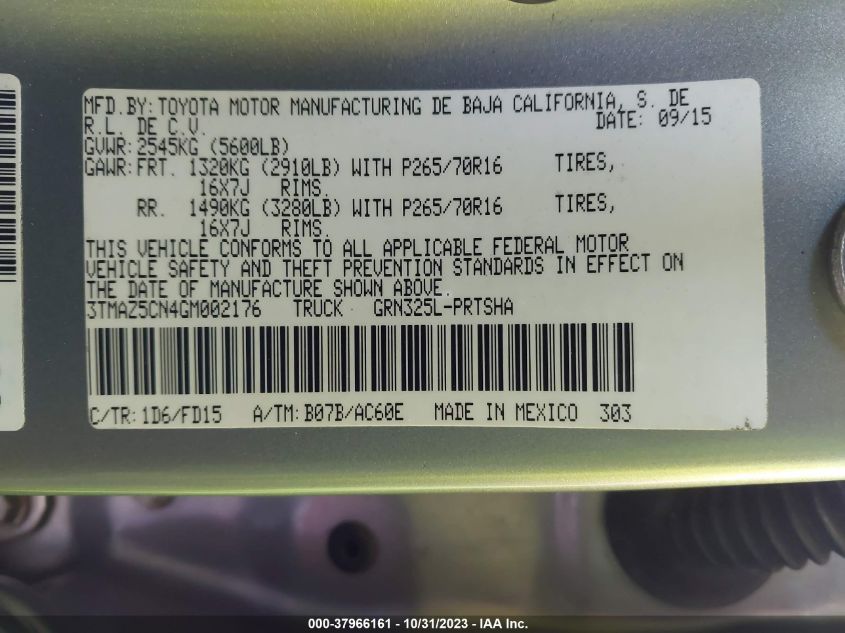 MFD.BY: TOYOTA MOTOR MANUFACTURING DE BAJA CALIFORNIA, S. DE
R.L. DE C.V. DATE: 09/15
GVWR: 2545KG (5600LB)
GAWR: FRT. 1320KG (2910LB) WITH P265/70R16 TIRES,
16X7J RIMS.
RR. 1490KG (3280LB) WITH P265/70R16 TIRES,
16X7J RIMS.
THIS VEHICLE CONFORMS TO ALL APPLICABLE FEDERAL MOTOR
VEHICLE SAFETY AND THEFT PREVENTION STANDARDS IN EFFECT ON
THE DATE OF MANUFACTURE SHOWN ABOVE.
3TMAZ5CN4GM002176 TRUCK GRN325L-PRTSHA
C/TR: 1D6/FD15 A/TM: B07B/AC60E MADE IN MEXICO 303
000-37966161 - 10/31/2023 - IAA Inc.